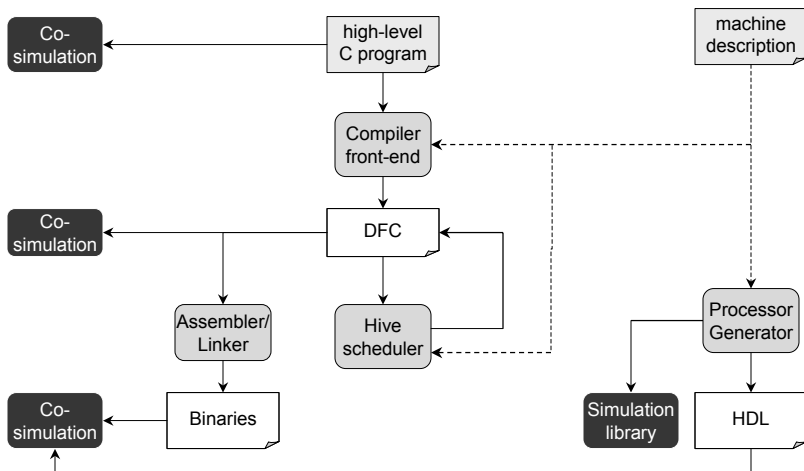 Co-
simulation
high-level
C program
machine
description
Compiler
front-end
Co-
simulation
DFC
Assembler/
Linker
Hive
scheduler
Processor
Generator
Co-
simulation
Binaries
Simulation
library
HDL